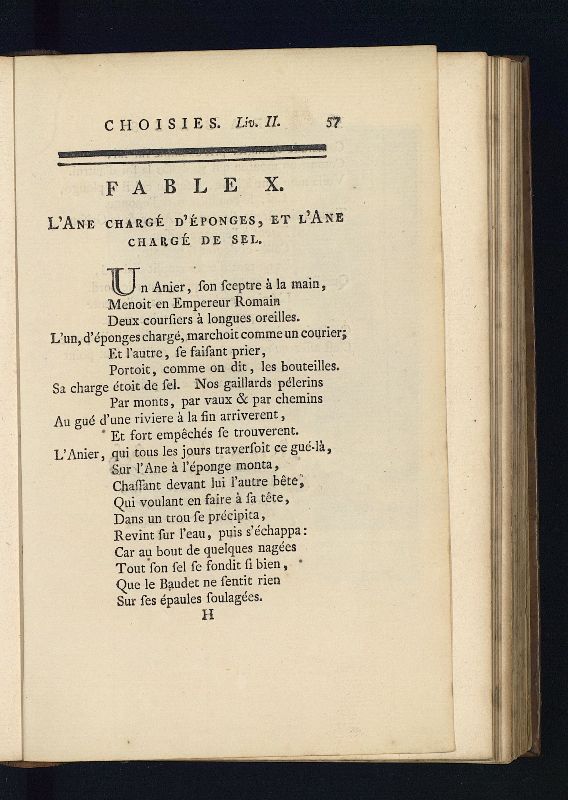 CHOISIES. Liv. II. 57
FABLE X.
L'ANE CHARGÉ D'ÉPONGES, ET L'ANE
CHARGÉ DE SEL.
Un Anier, ſon ſceptre à la main,
Menoit en Empereur Romain
Deux courſiers à longues oreilles.
L'un, d'éponges chargé, marchoit comme un courier;
Et l'autre, ſe faiſant prier,
Portoit, comme on dit, les bouteilles.
Sa charge étoit de ſel. Nos gaillards pélerins
Par monts, par vaux & par chemins
Au gué d'une riviere à la fin arriverent,
Et fort empêchés ſe trouverent.
L'Anier, qui tous les jours traverſoit ce gué-là,
Sur l'Ane à l'éponge monta,
Chaſſant devant lui l'autre bête,
Qui voulant en faire à ſa tête,
Dans un trou ſe précipita,
Revint ſur l'eau, puis s'échappa:
Car au bout de quelques nagées
Tout ſon ſel ſe fondit ſi bien,
Que le Baudet ne ſentit rien
Sur ſes épaules ſoulagées.
H